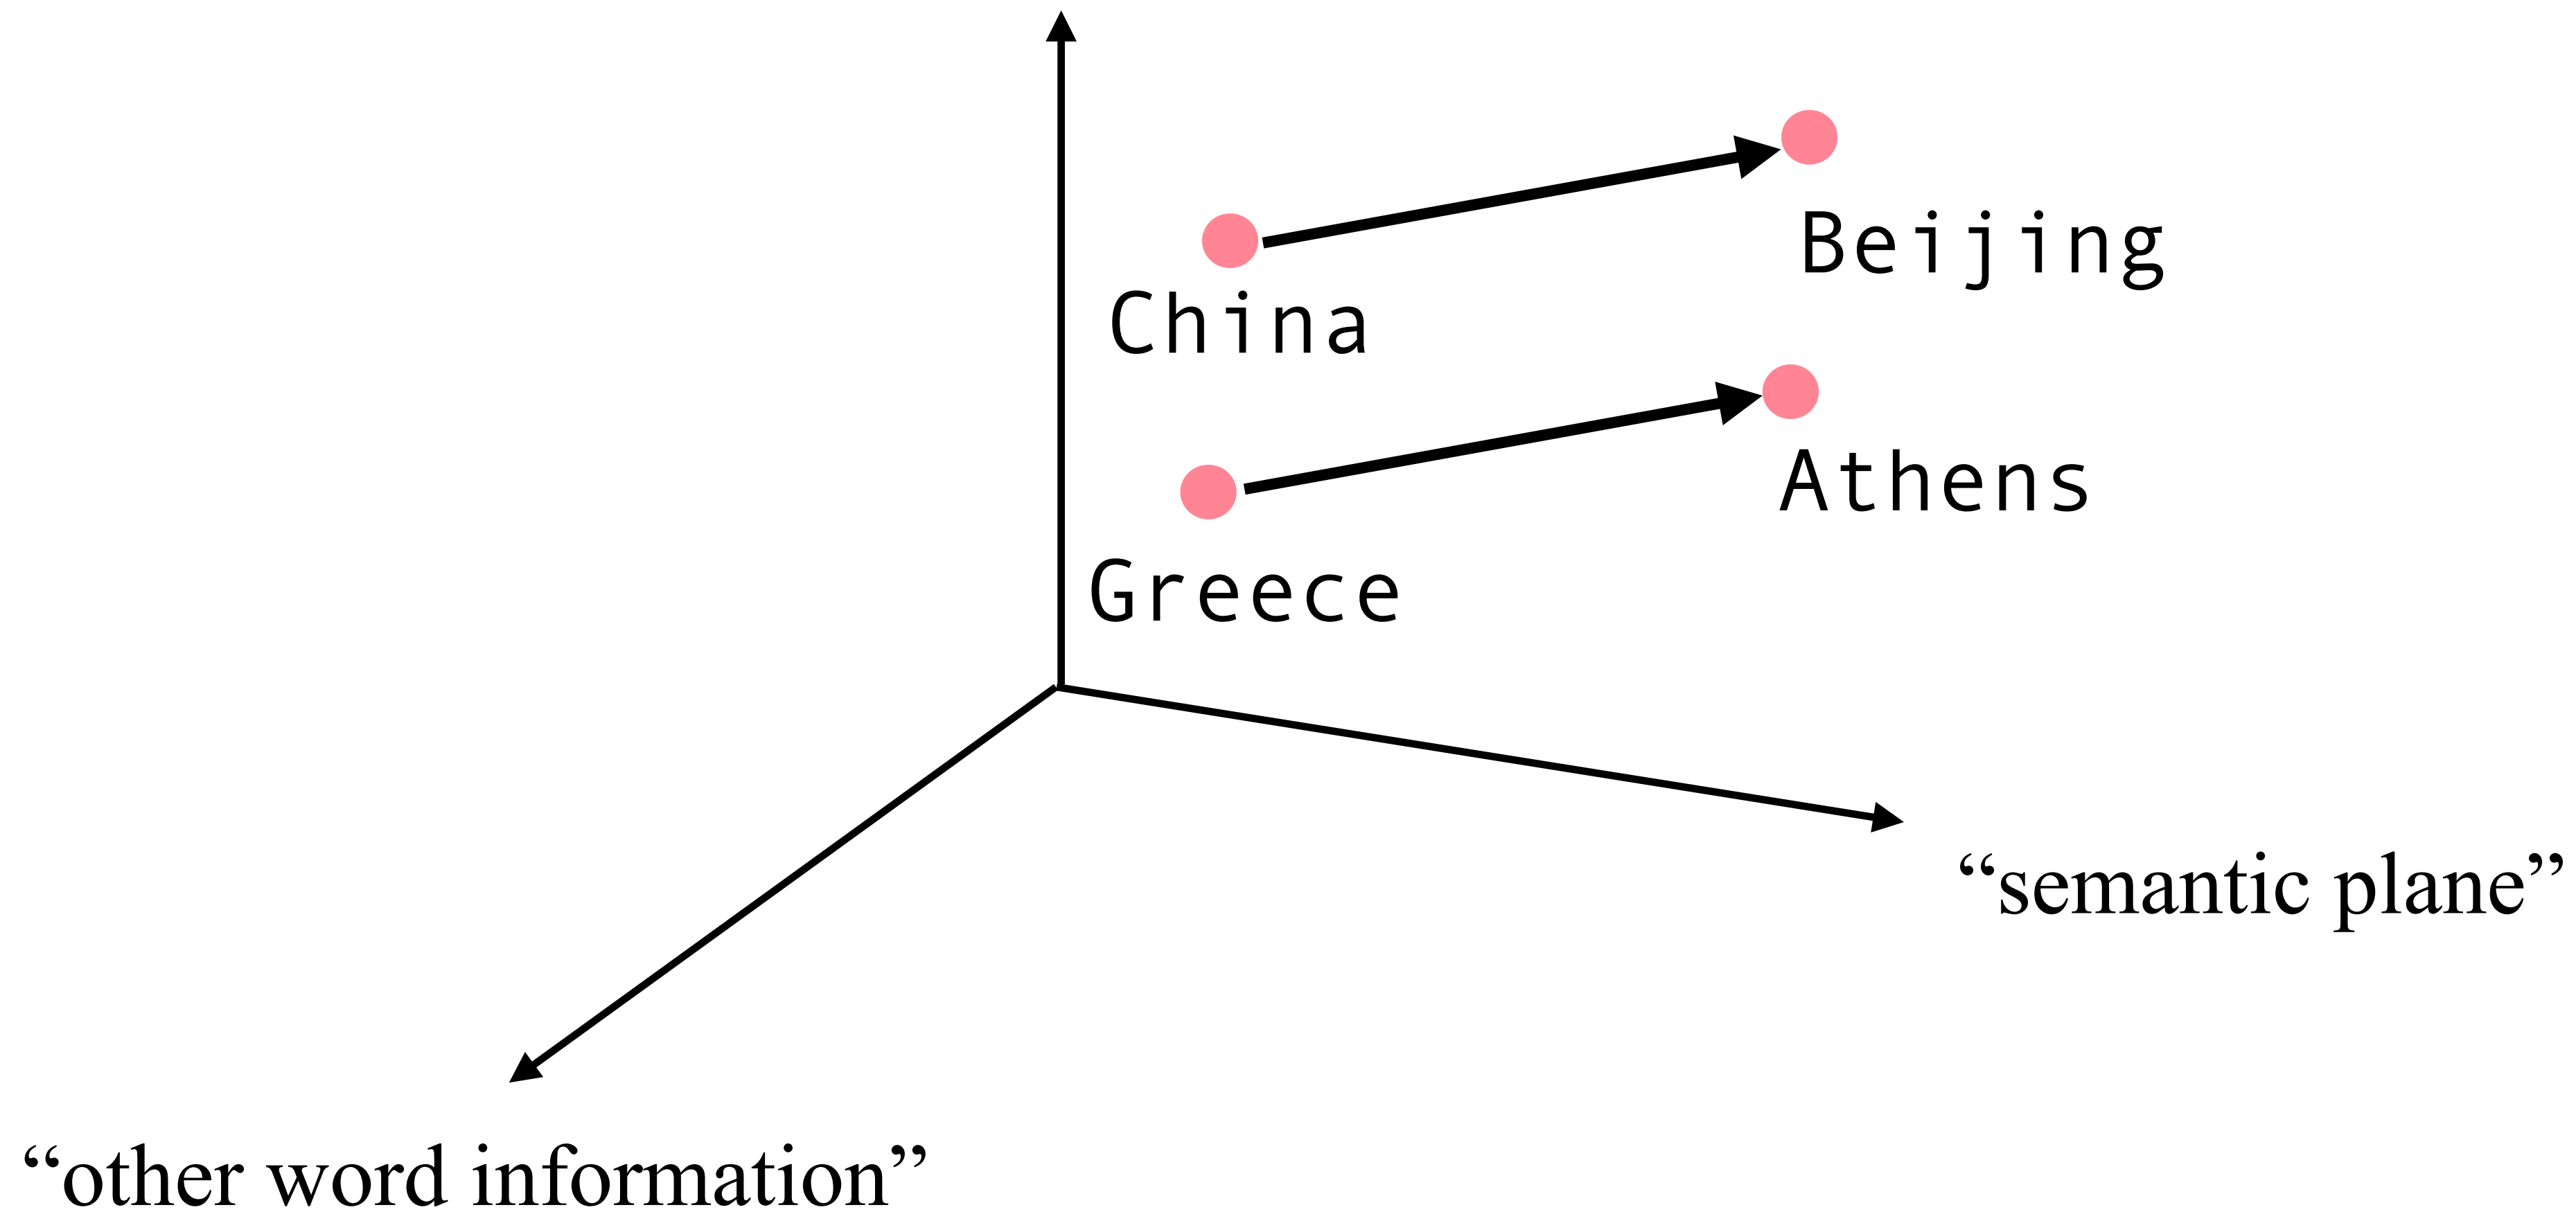 Beijing
China
Athens
Greece
“semantic plane”
“other word information”